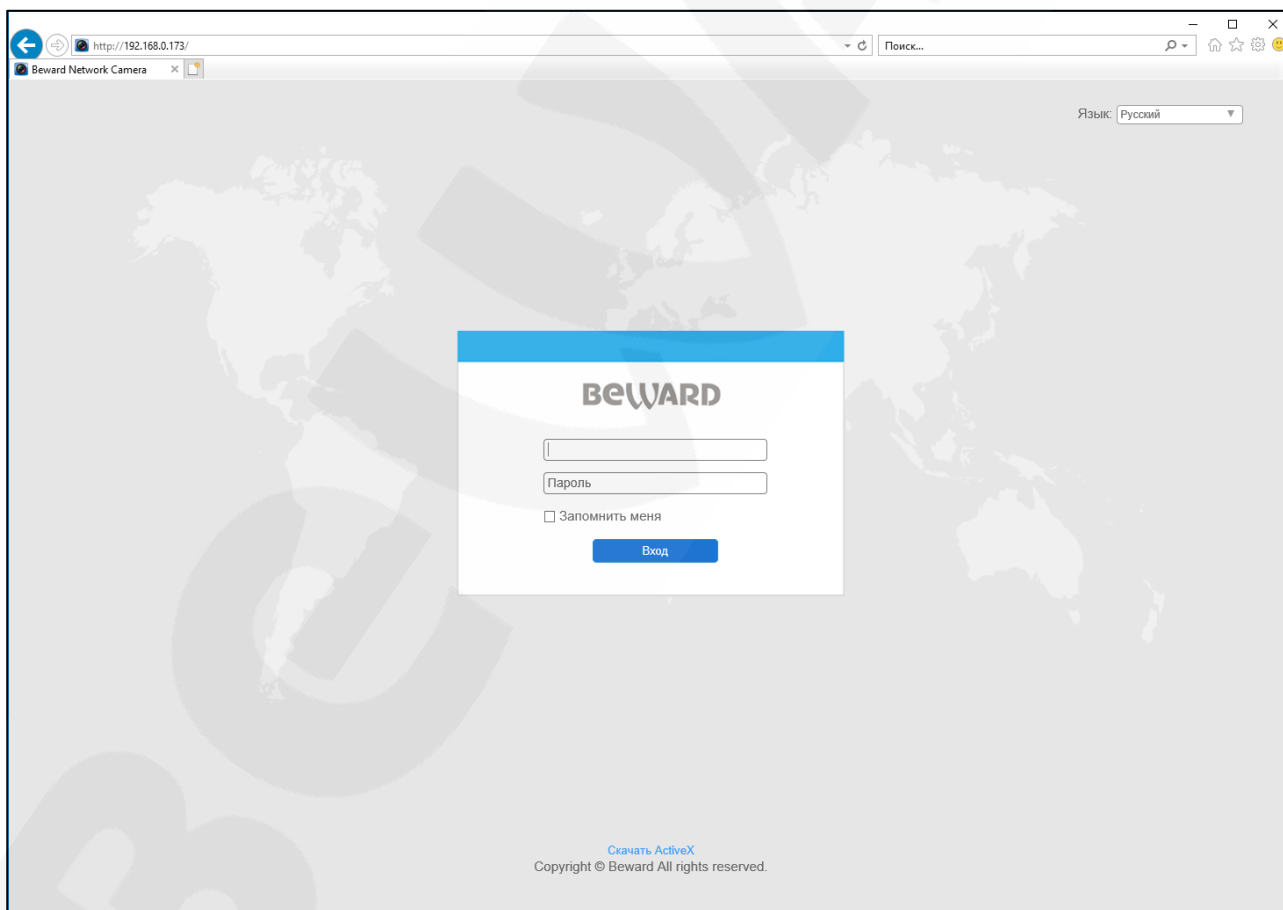 http://192.168.0.173/
Поиск...
Beward Network Camera
Язык: Русский
BEWARD
Пароль
Запомнить меня
Вход
Скачать ActiveX
Copyright © Beward All rights reserved.